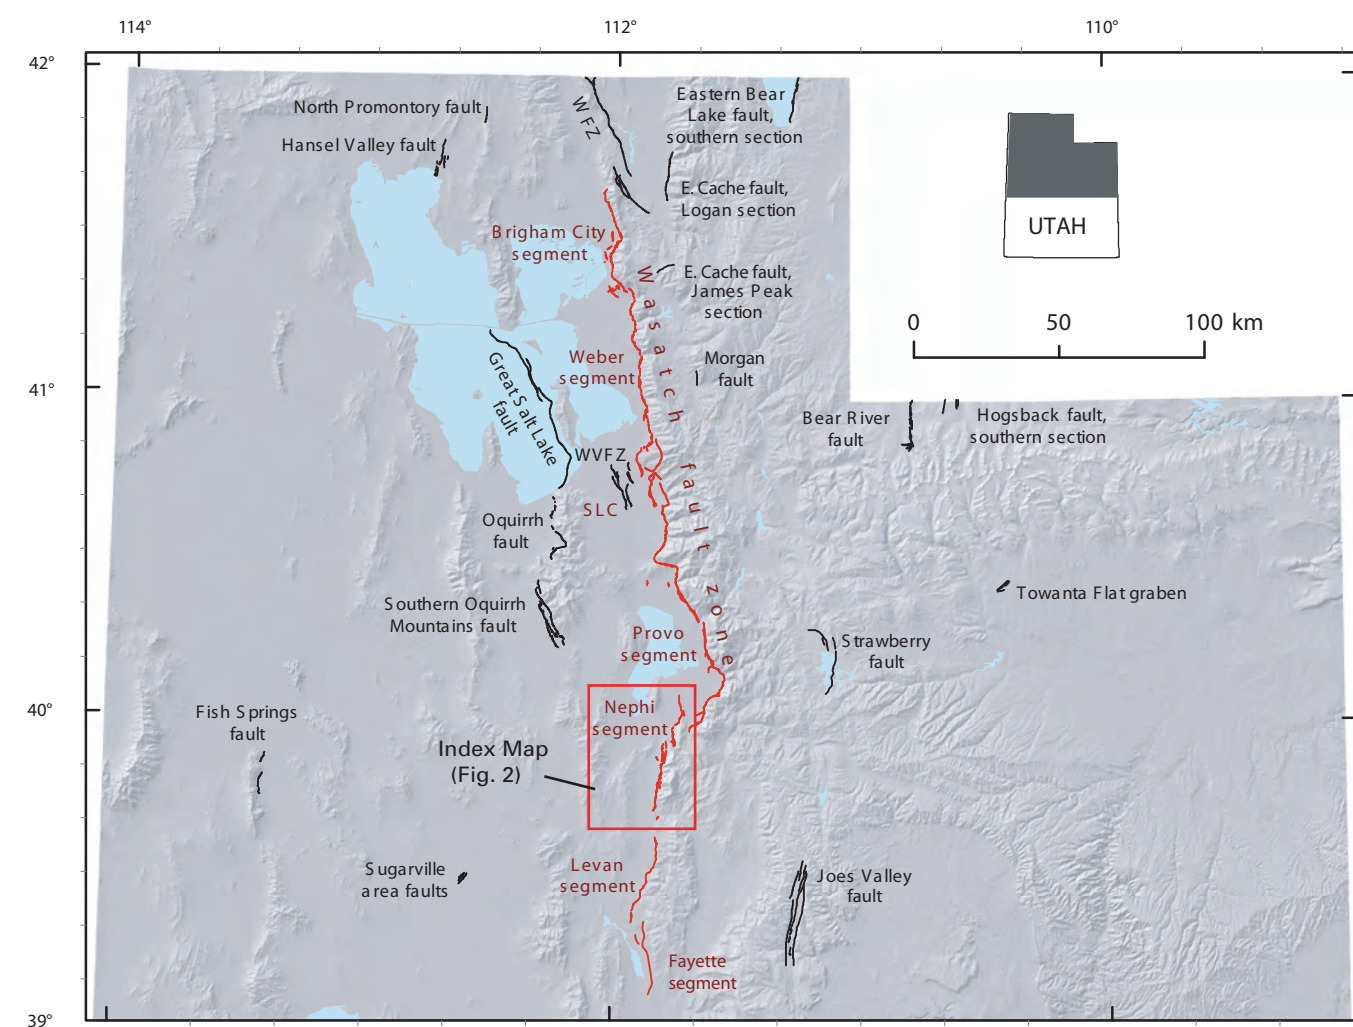 114°
112°
110°
42°
North Promontory fault
WFZ
Eastern Bear
Lake fault,
southern section
Hansel Valley fault
E. Cache fault,
Logan section
UTAH
Brigham City
segment
Wasatch fault zone
E. Cache fault,
James Peak
section
0 50 100 km
Great Salt Lake
fault
Weber
segment
Morgan
fault
41°
Bear River
fault
Hogsback fault,
southern section
WVFZ
SLC
Oquirrh
fault
Towanta Flat graben
Southern Oquirrh
Mountains fault
Provo
segment
Strawberry
fault
40°
Fish Springs
fault
Nephi
segment
Index Map
(Fig. 2)
Sugarville
area faults
Levan
segment
Joes Valley
fault
Fayette
segment
39°